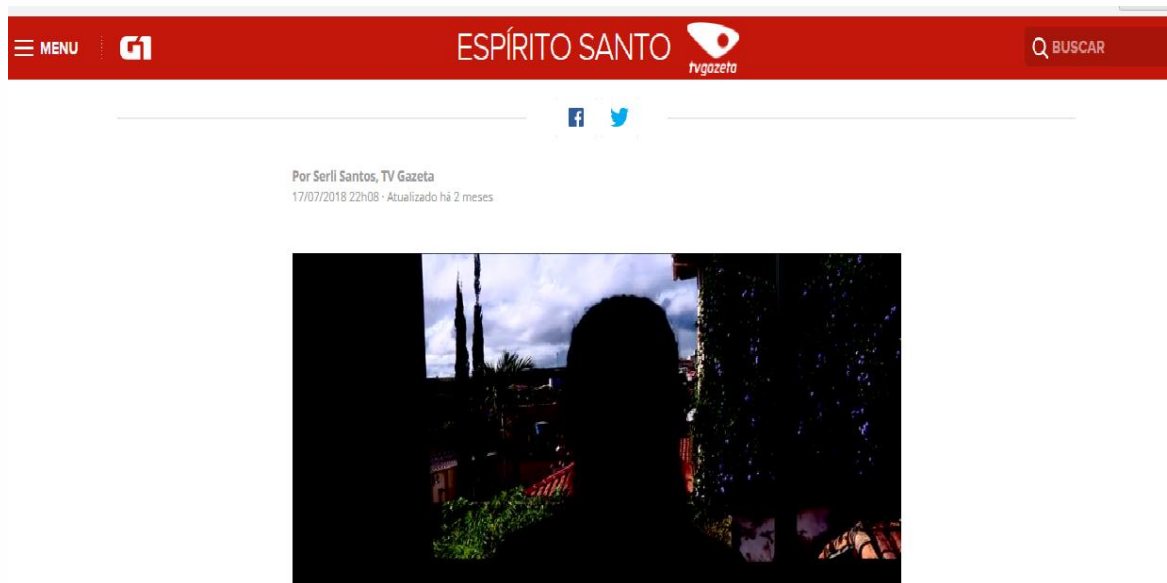 MENU G1 ESPÍRITO SANTO tvgazeta BUSCAR
f
Por Serli Santos, TV Gazeta
17/07/2018 22h08 · Atualizado há 2 meses